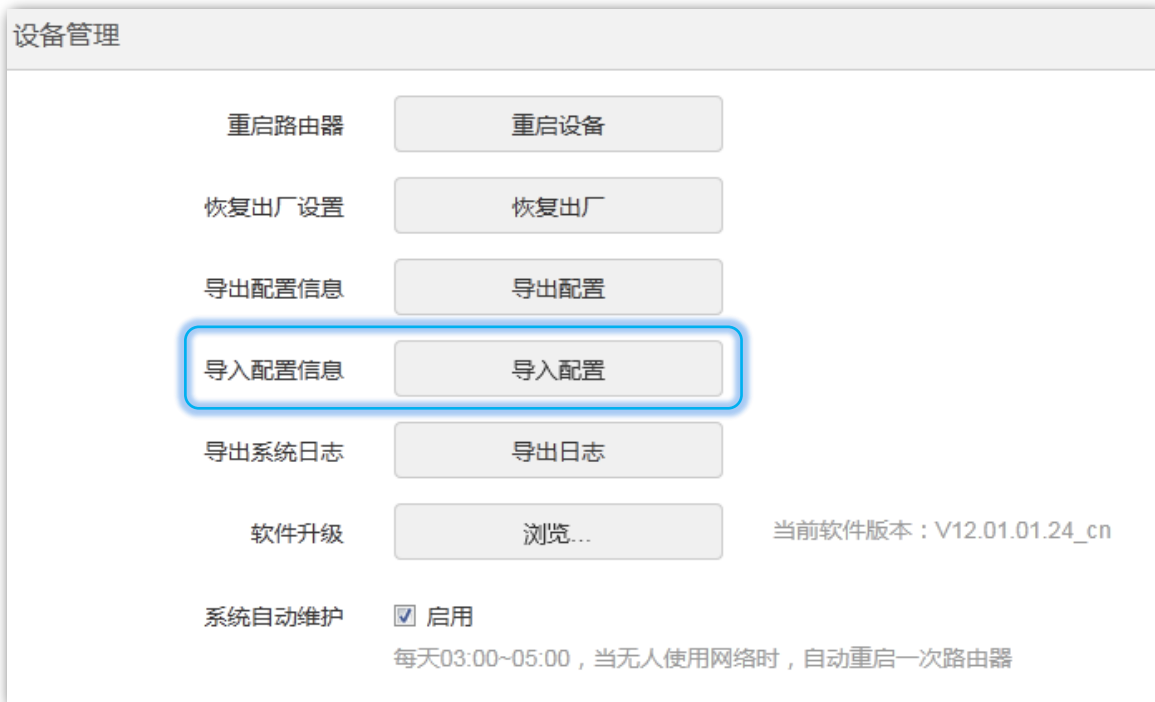 设备管理
重启路由器 重启设备
恢复出厂设置 恢复出厂
导出配置信息 导出配置
导入配置信息 导入配置
导出系统日志 导出日志
软件升级 浏览... 当前软件版本：V12.01.01.24_cn
系统自动维护 启用
每天03:00~05:00，当无人使用网络时，自动重启一次路由器